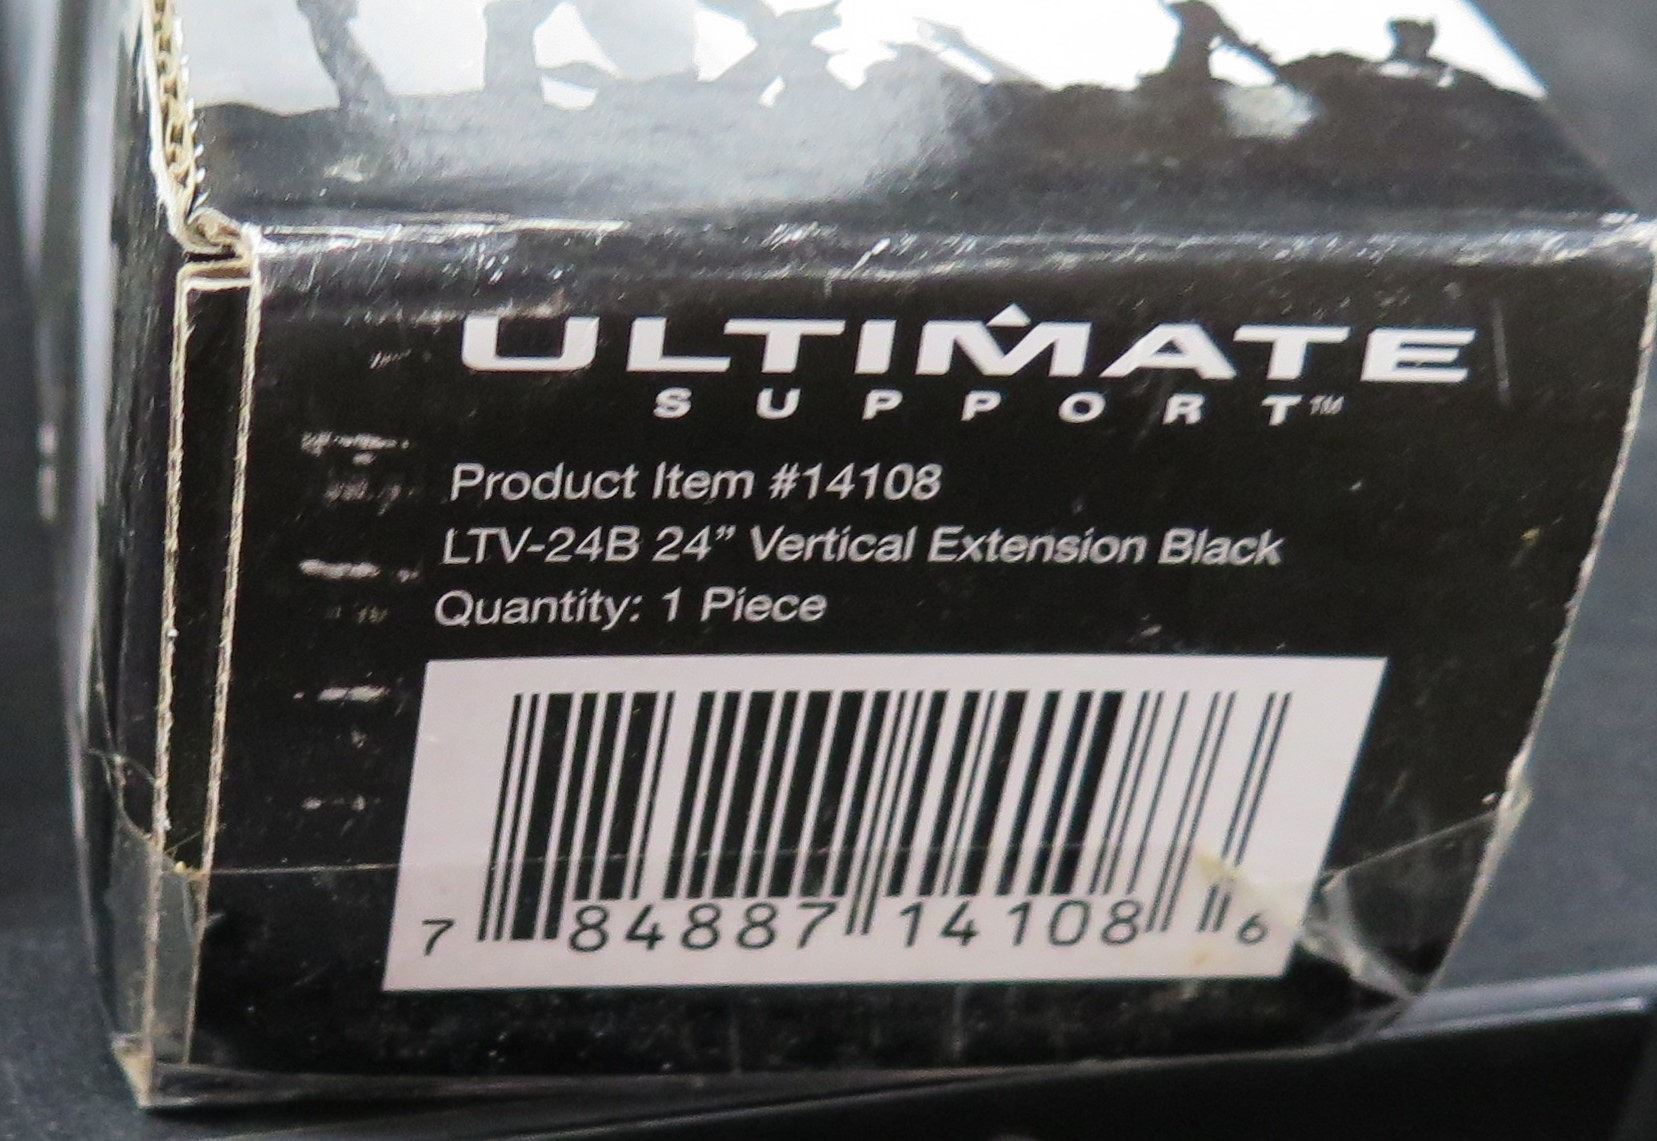 ULTIMATE
SUPPORT™
Product Item #14108
LTV-24B 24” Vertical Extension Black
Quantity: 1 Piece
7 84887 14108 6